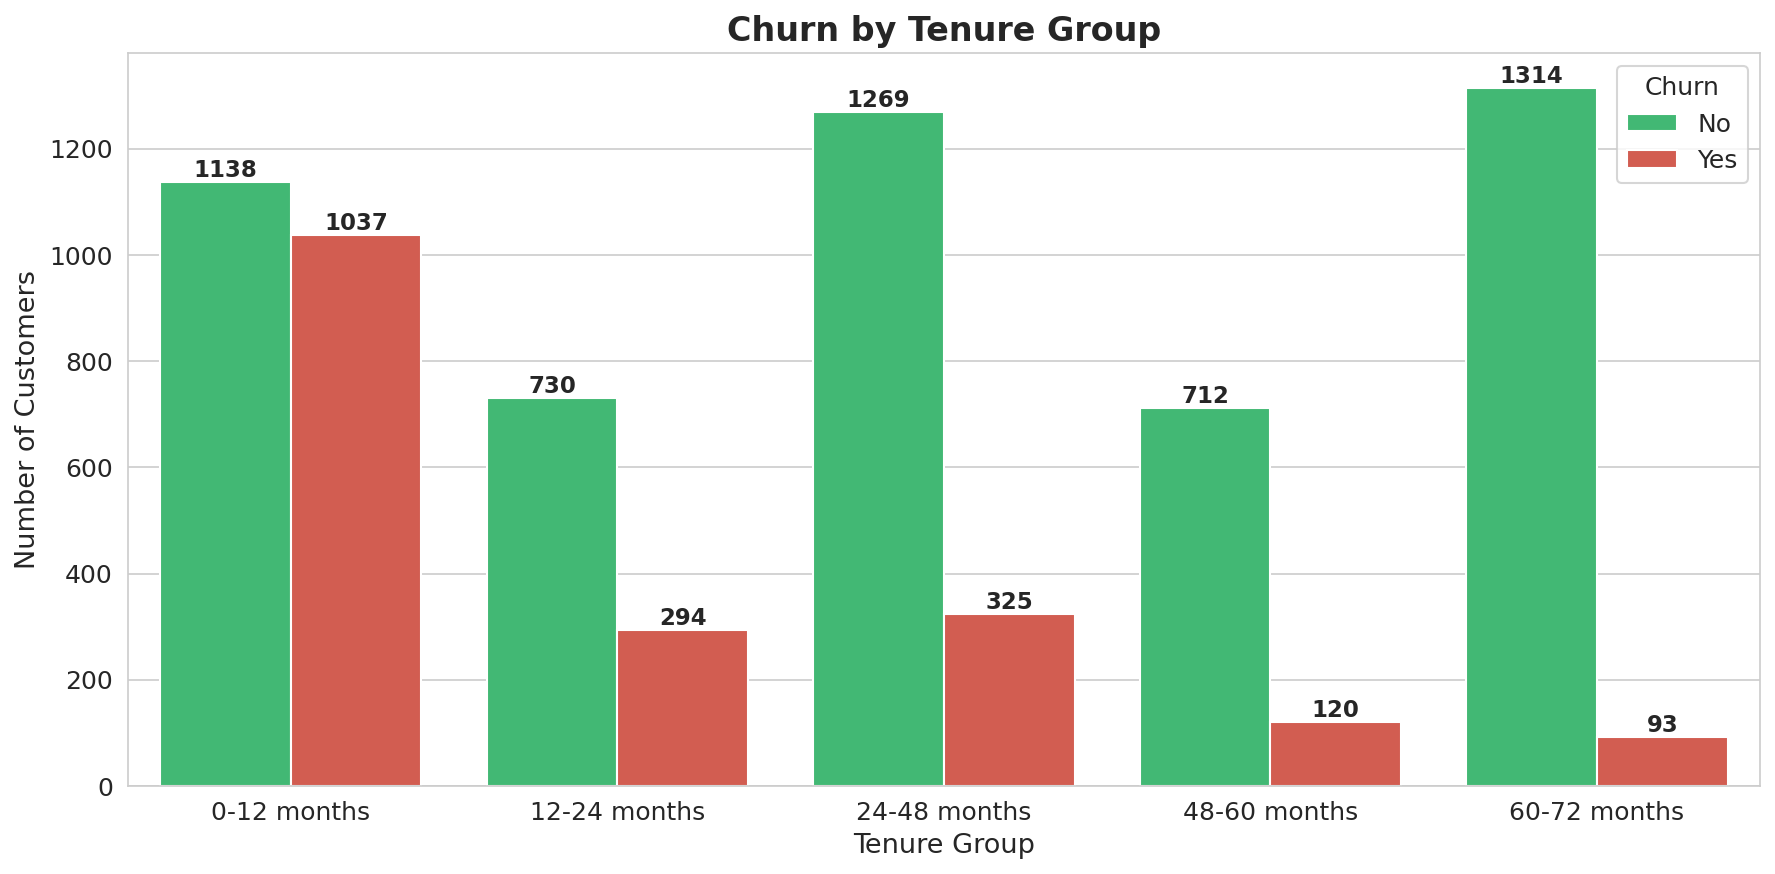 Churn by Tenure Group
Number of Customers
1200
1000
800
600
400
200
0
1138
1037
730
294
1269
325
712
120
1314
93
Churn
No
Yes
0-12 months
12-24 months
24-48 months
48-60 months
60-72 months
Tenure Group